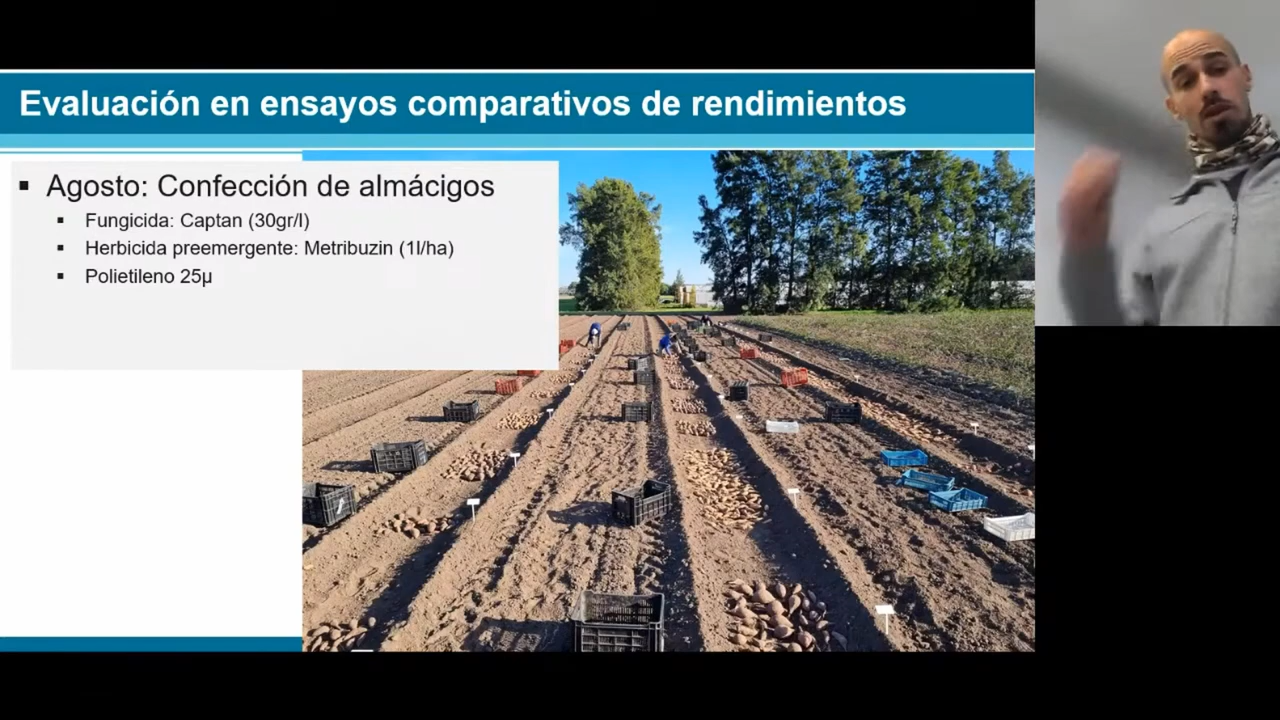 Evaluación en ensayos comparativos de rendimientos
Agosto: Confección de almácigos
Fungicida: Captan (30gr/l)
Herbicida preemergente: Metribuzin (1l/ha)
Polietileno 25µ